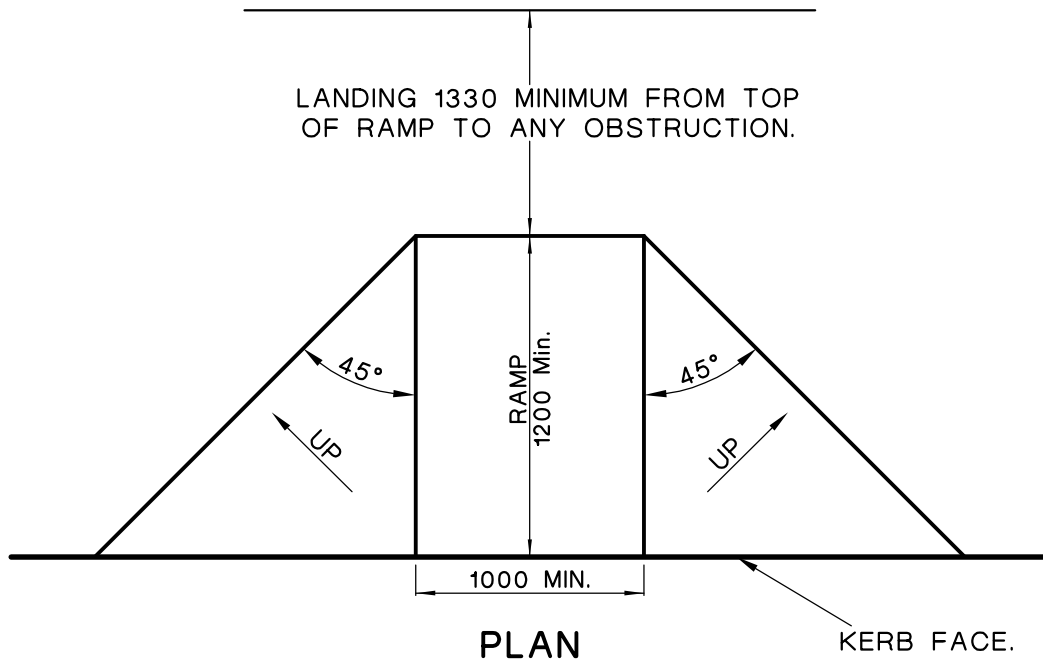 LANDING 1330 MINIMUM FROM TOP
OF RAMP TO ANY OBSTRUCTION.
45°
RAMP
1200 Min.
45°
UP
UP
1000 MIN.
PLAN
KERB FACE.